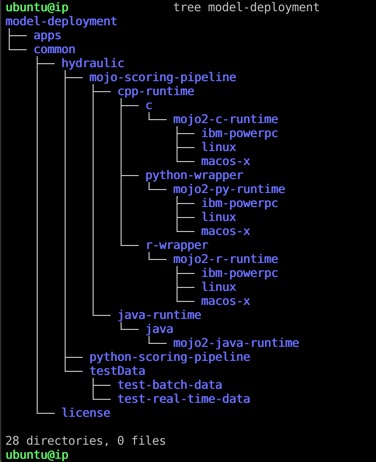 ubuntu@ip tree model-deployment
model-deployment
├── apps
└── common
    ├── hydraulic
    │   ├── mojo-scoring-pipeline
    │   │   ├── cpp-runtime
    │   │   │   ├── c
    │   │   │   │   └── mojo2-c-runtime
    │   │   │   │       ├── ibm-powerpc
    │   │   │   │       ├── linux
    │   │   │   │       └── macos-x
    │   │   │   ├── python-wrapper
    │   │   │   │   └── mojo2-py-runtime
    │   │   │   │       ├── ibm-powerpc
    │   │   │   │       ├── linux
    │   │   │   │       └── macos-x
    │   │   │   └── r-wrapper
    │   │   │       └── mojo2-r-runtime
    │   │   │           ├── ibm-powerpc
    │   │   │           ├── linux
    │   │   │           └── macos-x
    │   │   └── java-runtime
    │   │       └── java
    │   │           └── mojo2-java-runtime
    │   ├── python-scoring-pipeline
    │   └── testData
    │       ├── test-batch-data
    │       └── test-real-time-data
    └── license
28 directories, 0 files
ubuntu@ip